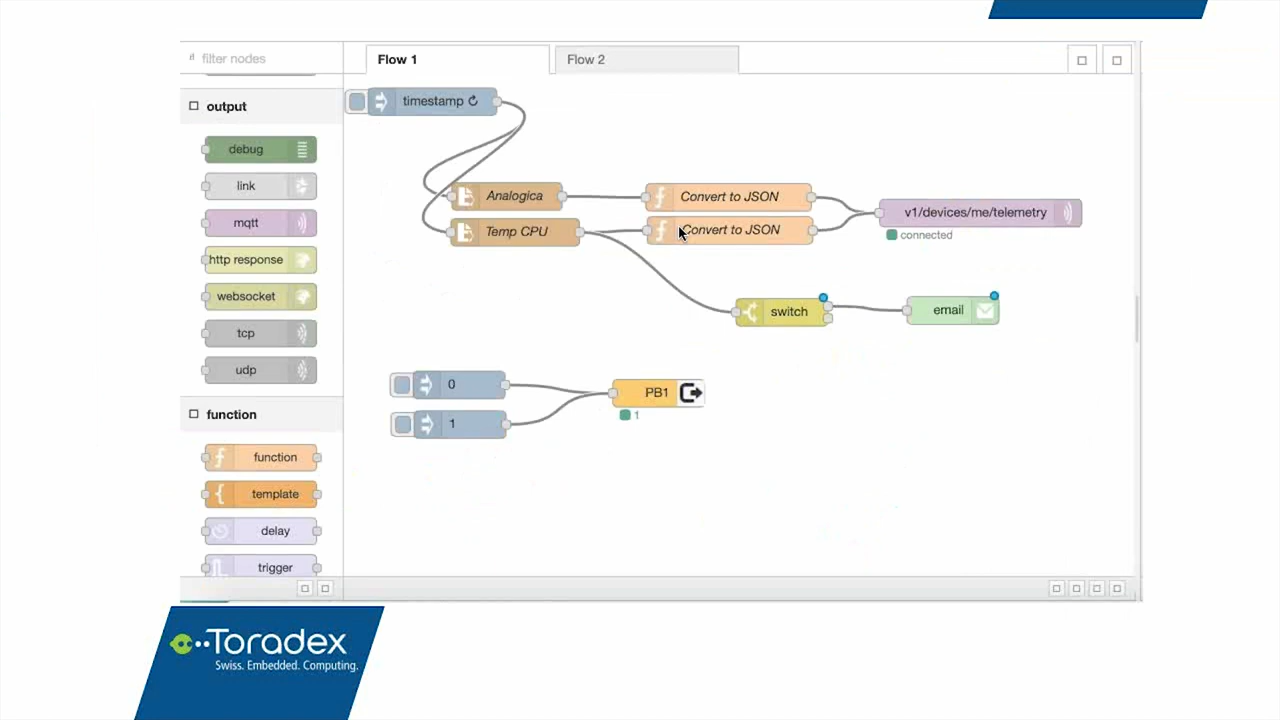 filter nodes
Flow 1
Flow 2
output
debug
link
mqtt
http response
websocket
tcp
udp
function
function
template
delay
trigger
timestamp ↻
Analogica
Convert to JSON
v1/devices/me/telemetry
connected
Temp CPU
Convert to JSON
switch
email
0
1
PB1
1
Toradex
Swiss. Embedded. Computing.